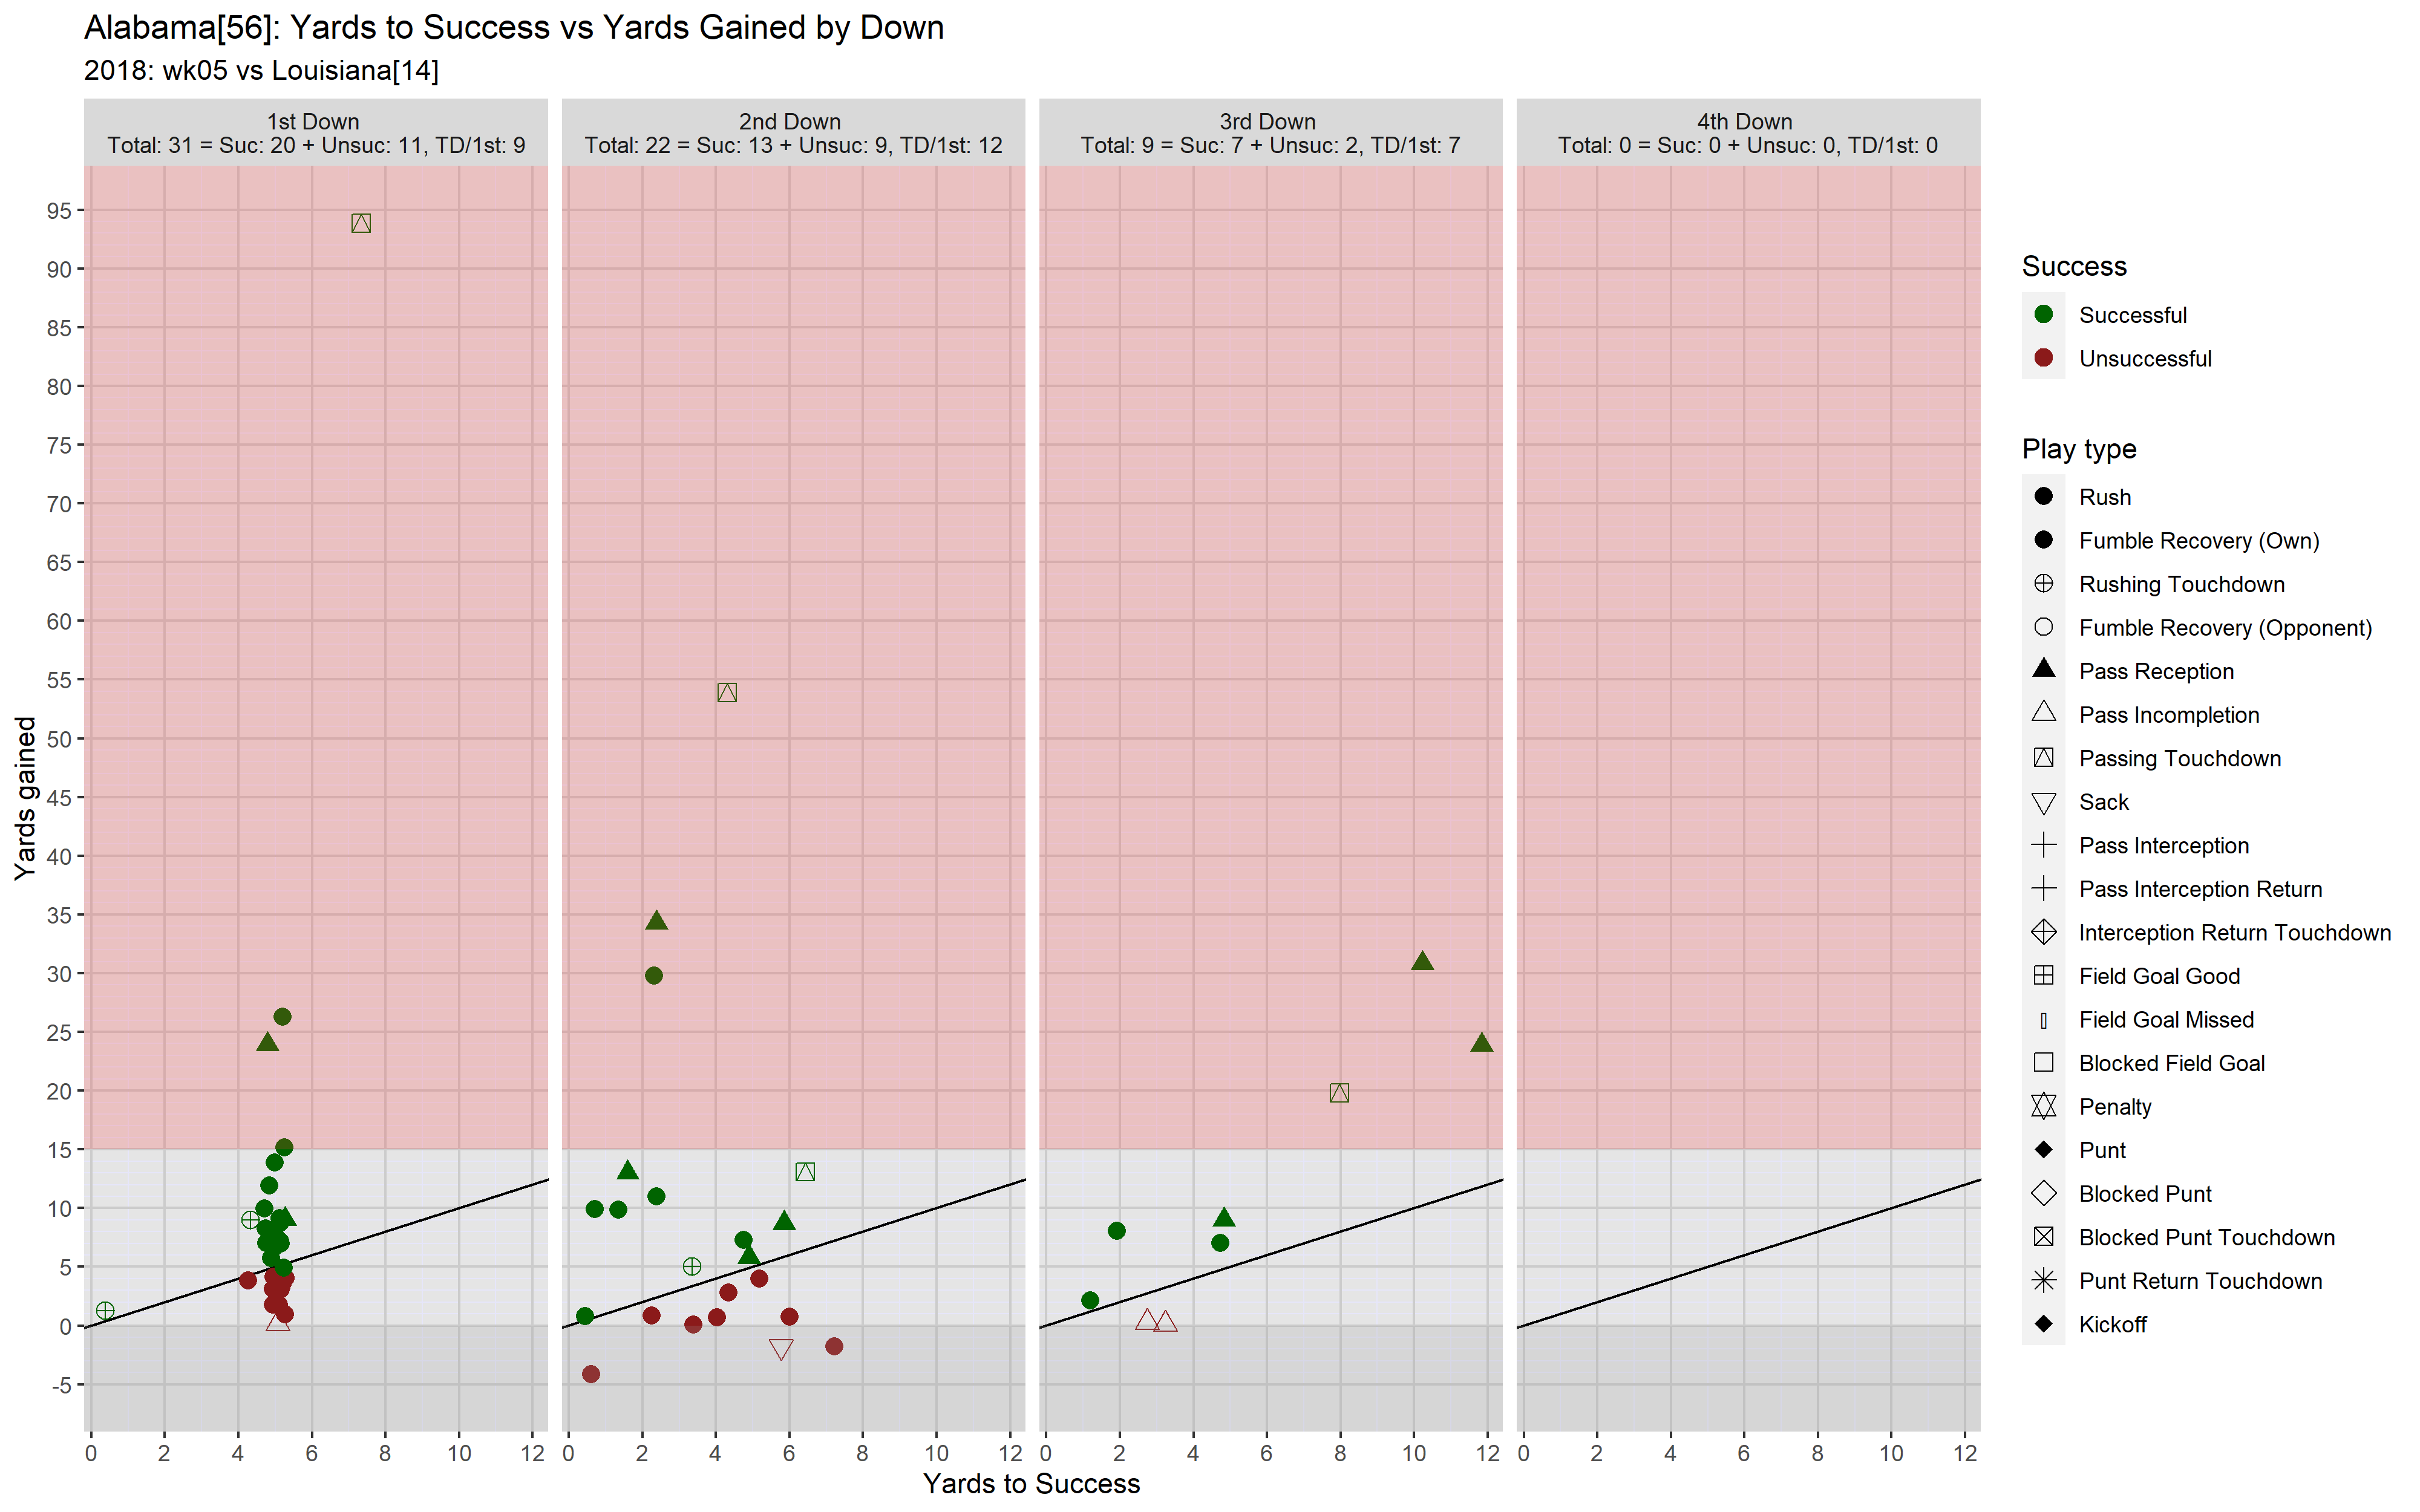 Alabama[56]: Yards to Success vs Yards Gained by Down
2018: wk05 vs Louisiana[14]
1st Down
Total: 31 = Suc: 20 + Unsuc: 11, TD/1st: 9
2nd Down
Total: 22 = Suc: 13 + Unsuc: 9, TD/1st: 12
3rd Down
Total: 9 = Suc: 7 + Unsuc: 2, TD/1st: 7
4th Down
Total: 0 = Suc: 0 + Unsuc: 0, TD/1st: 0
Yards gained
95
90
85
80
75
70
65
60
55
50
45
40
35
30
25
20
15
10
5
0
-5
0 2 4 6 8 10 12
0 2 4 6 8 10 12
0 2 4 6 8 10 12
0 2 4 6 8 10 12
Yards to Success
Success
Successful
Unsuccessful
Play type
Rush
Fumble Recovery (Own)
Rushing Touchdown
Fumble Recovery (Opponent)
Pass Reception
Pass Incompletion
Passing Touchdown
Sack
Pass Interception
Pass Interception Return
Interception Return Touchdown
Field Goal Good
Field Goal Missed
Blocked Field Goal
Penalty
Punt
Blocked Punt
Blocked Punt Touchdown
Punt Return Touchdown
Kickoff